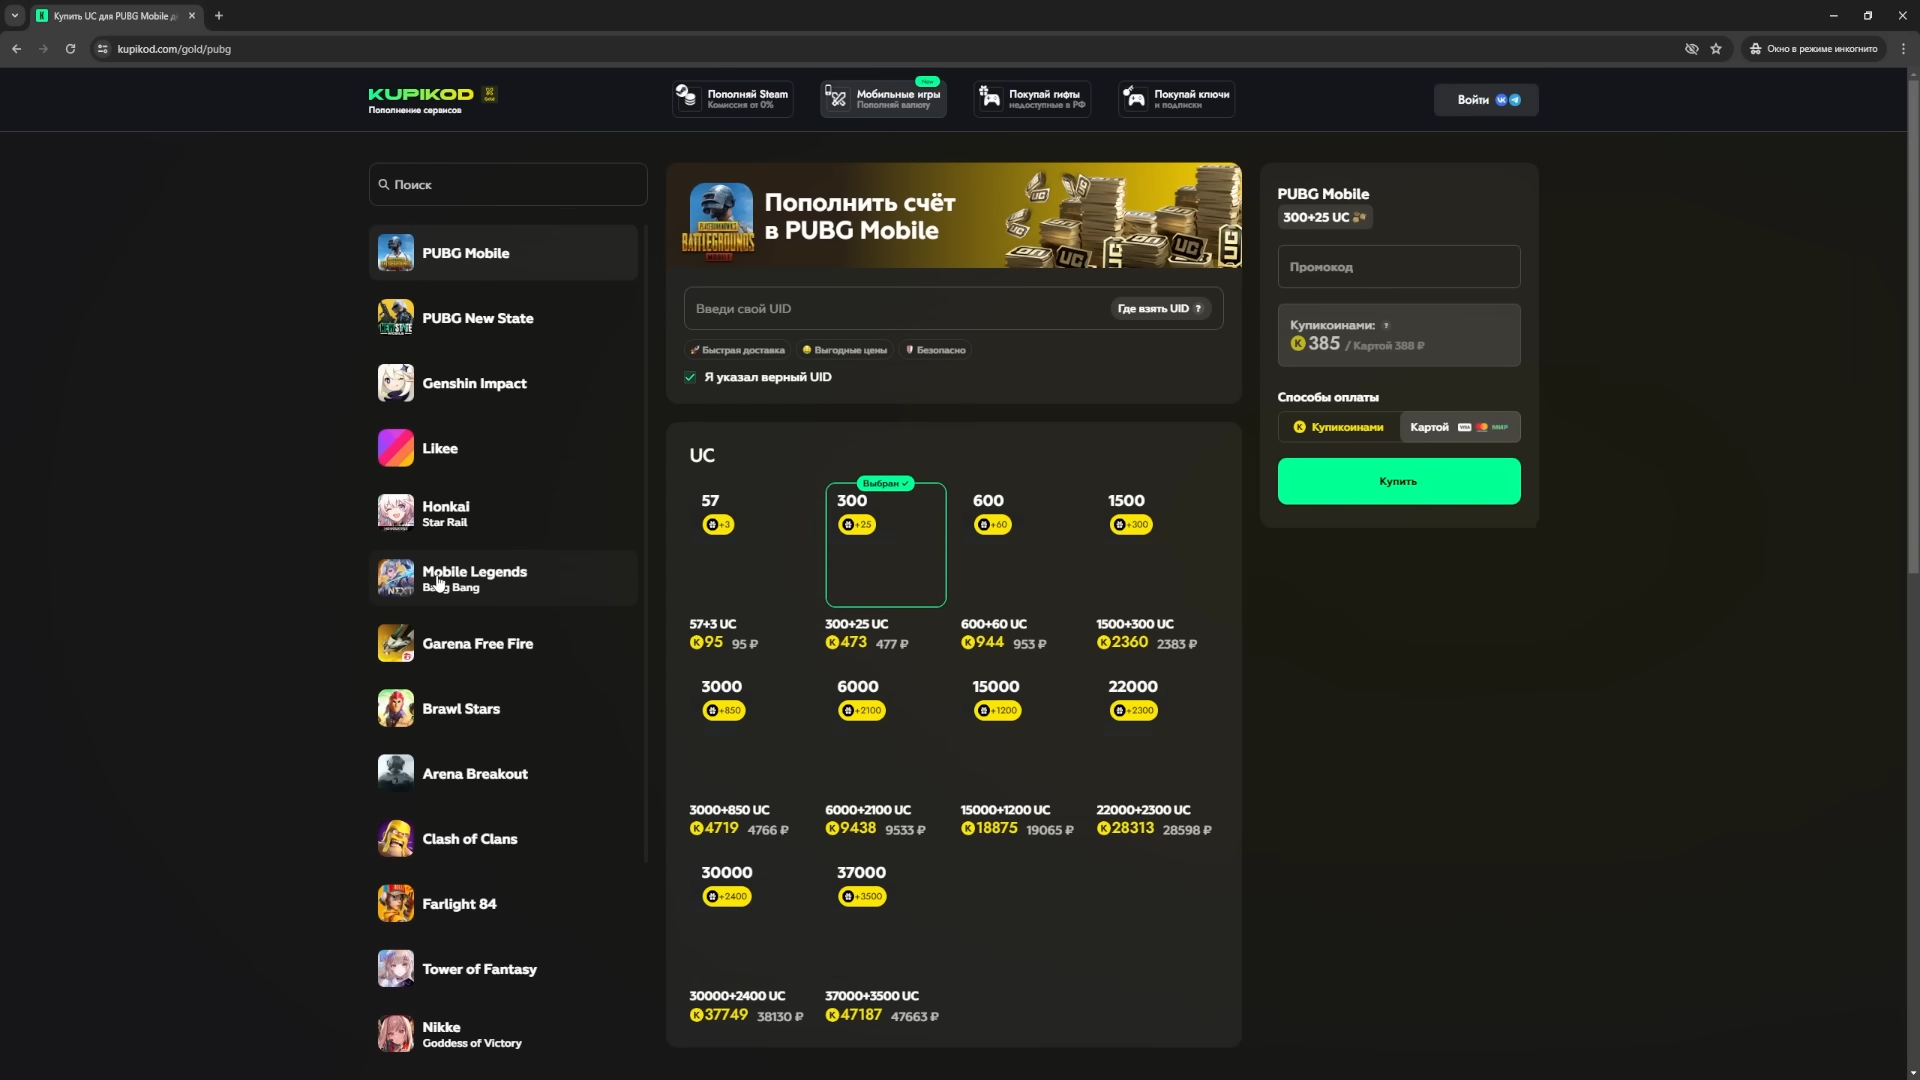 Купить UC для PUBG Mobile д
kupikod.com/gold/pubg
Окно в режиме инкогнито
KUPIKOD
Gold
Пополнение сервисов
Пополняй Steam
Комиссия от 0%
New
Мобильные игры
Пополняй валюту
Покупай гифты
недоступные в РФ
Покупай ключи
и подписки
Войти
Поиск
PUBG Mobile
PUBG New State
Genshin Impact
Likee
Honkai
Star Rail
Mobile Legends
Bang Bang
Garena Free Fire
Brawl Stars
Arena Breakout
Clash of Clans
Farlight 84
Tower of Fantasy
Nikke
Goddess of Victory
BATTLEGROUNDS
MOBILE
Пополнить счёт
в PUBG Mobile
Введи свой UID
Где взять UID ?
Быстрая доставка
Выгодные цены
Безопасно
Я указал верный UID
UC
57
+3
57+3 UC
95 95 ₽
Выбран ✓
300
+25
300+25 UC
473 477 ₽
600
+60
600+60 UC
944 953 ₽
1500
+300
1500+300 UC
2360 2383 ₽
3000
+850
3000+850 UC
4719 4766 ₽
6000
+2100
6000+2100 UC
9438 9533 ₽
15000
+1200
15000+1200 UC
18875 19065 ₽
22000
+2300
22000+2300 UC
28313 28598 ₽
30000
+2400
30000+2400 UC
37749 38130 ₽
37000
+3500
37000+3500 UC
47187 47663 ₽
PUBG Mobile
300+25 UC
Промокод
Купикоинами: ?
385 / Картой 388 ₽
Способы оплаты
Купикоинами
Картой VISA МИР
Купить